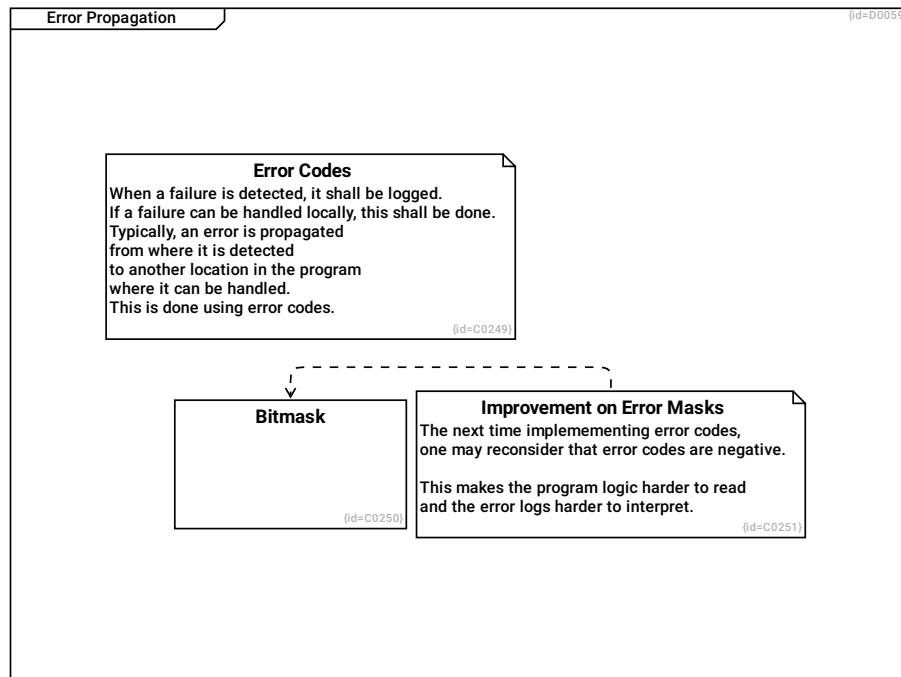 Error Propagation
{id=D0059
Error Codes
When a failure is detected, it shall be logged.
If a failure can be handled locally, this shall be done.
Typically, an error is propagated
from where it is detected
to another location in the program
where it can be handled.
This is done using error codes.
{id=C0249}
Bitmask
{id=C0250}
Improvement on Error Masks
The next time implemementing error codes,
one may reconsider that error codes are negative.
This makes the program logic harder to read
and the error logs harder to interpret.
{id=C0251}